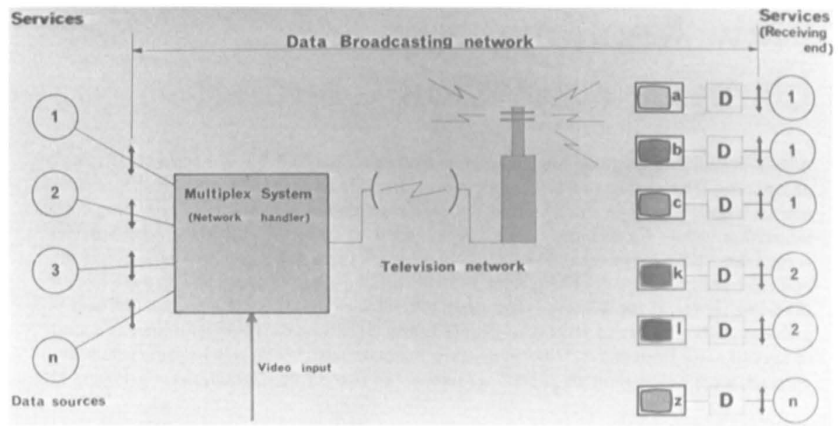 Services
Data Broadcasting network
Services
(Receiving
end)
1
2
3
n
Data sources
Multiplex System
(Network handler)
Video input
Television network
a D 1
b D 1
c D 1
k D 2
l D 2
z D n